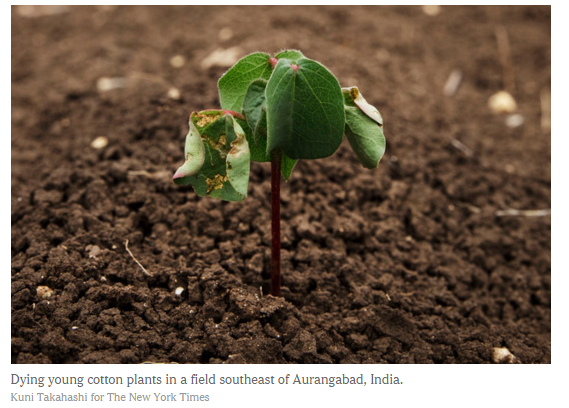 Dying young cotton plants in a field southeast of Aurangabad, India.
Kuni Takahashi for The New York Times